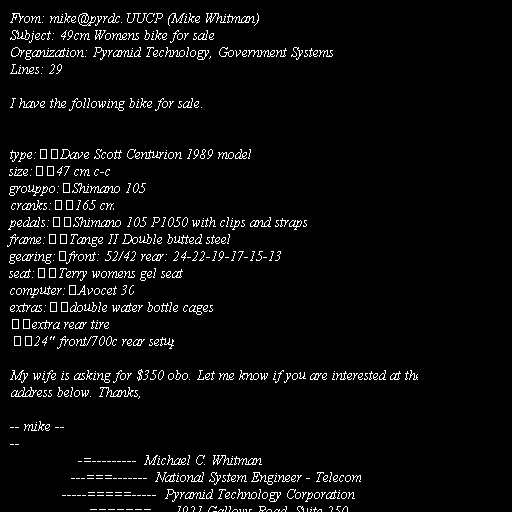 From: mike@pyrdc.UUCP (Mike Whitman)
Subject: 49cm Womens bike for sale
Organization: Pyramid Technology, Government Systems
Lines: 29
I have the following bike for sale.
type: Dave Scott Centurion 1989 model
size: 47 cm c-c
grouppo: Shimano 105
cranks: 165 cm
pedals: Shimano 105 P1050 with clips and straps
frame: Tange II Double butted steel
gearing: front: 52/42 rear: 24-22-19-17-15-13
seat: Terry womens gel seat
computer: Avocet 30
extras: double water bottle cages
extra rear tire
24" front/700c rear setup
My wife is asking for $350 obo. Let me know if you are interested at the
address below. Thanks,
-- mike --
--
-=--------- Michael C. Whitman
---===------- National System Engineer - Telecom
-----=====----- Pyramid Technology Corporation
-------=======------- 1921 Gallows Road, Suite 250